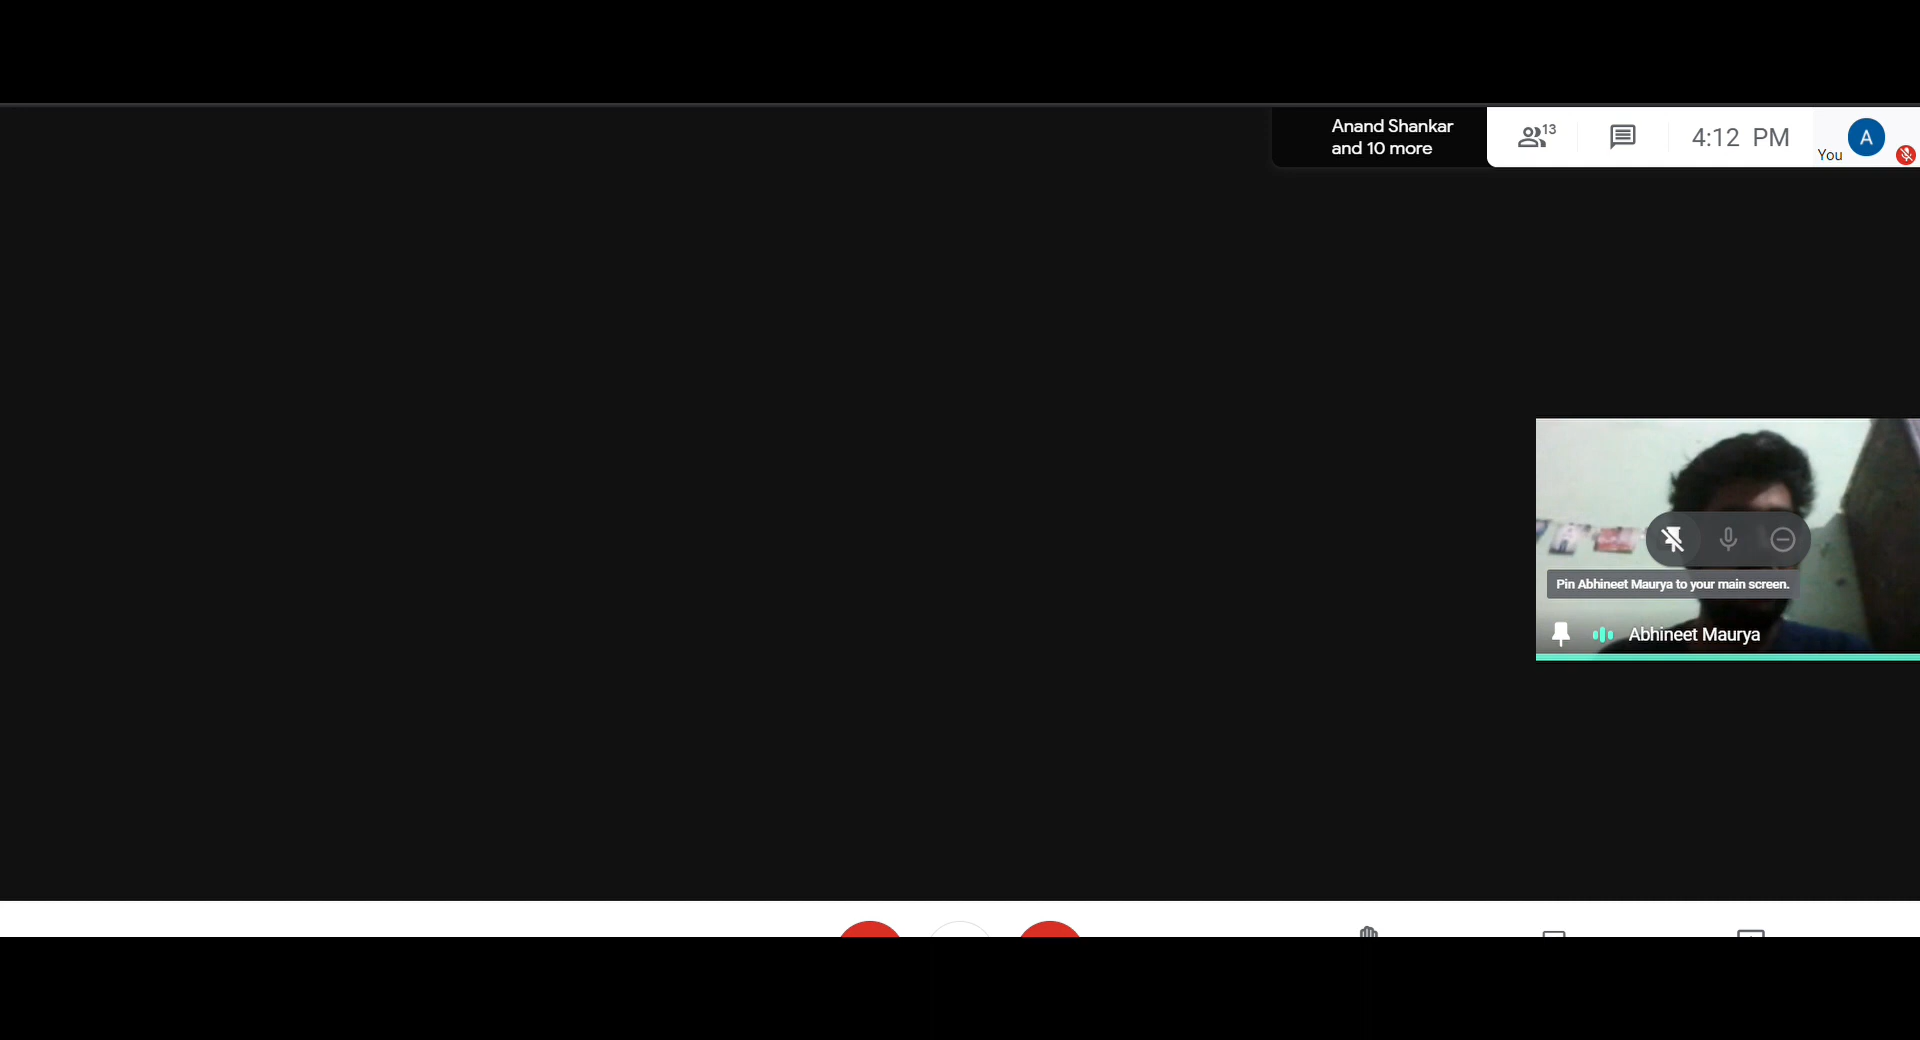 Anand Shankar
and 10 more
13
4:12 PM
You
A
Pin Abhineet Maurya to your main screen.
Abhineet Maurya